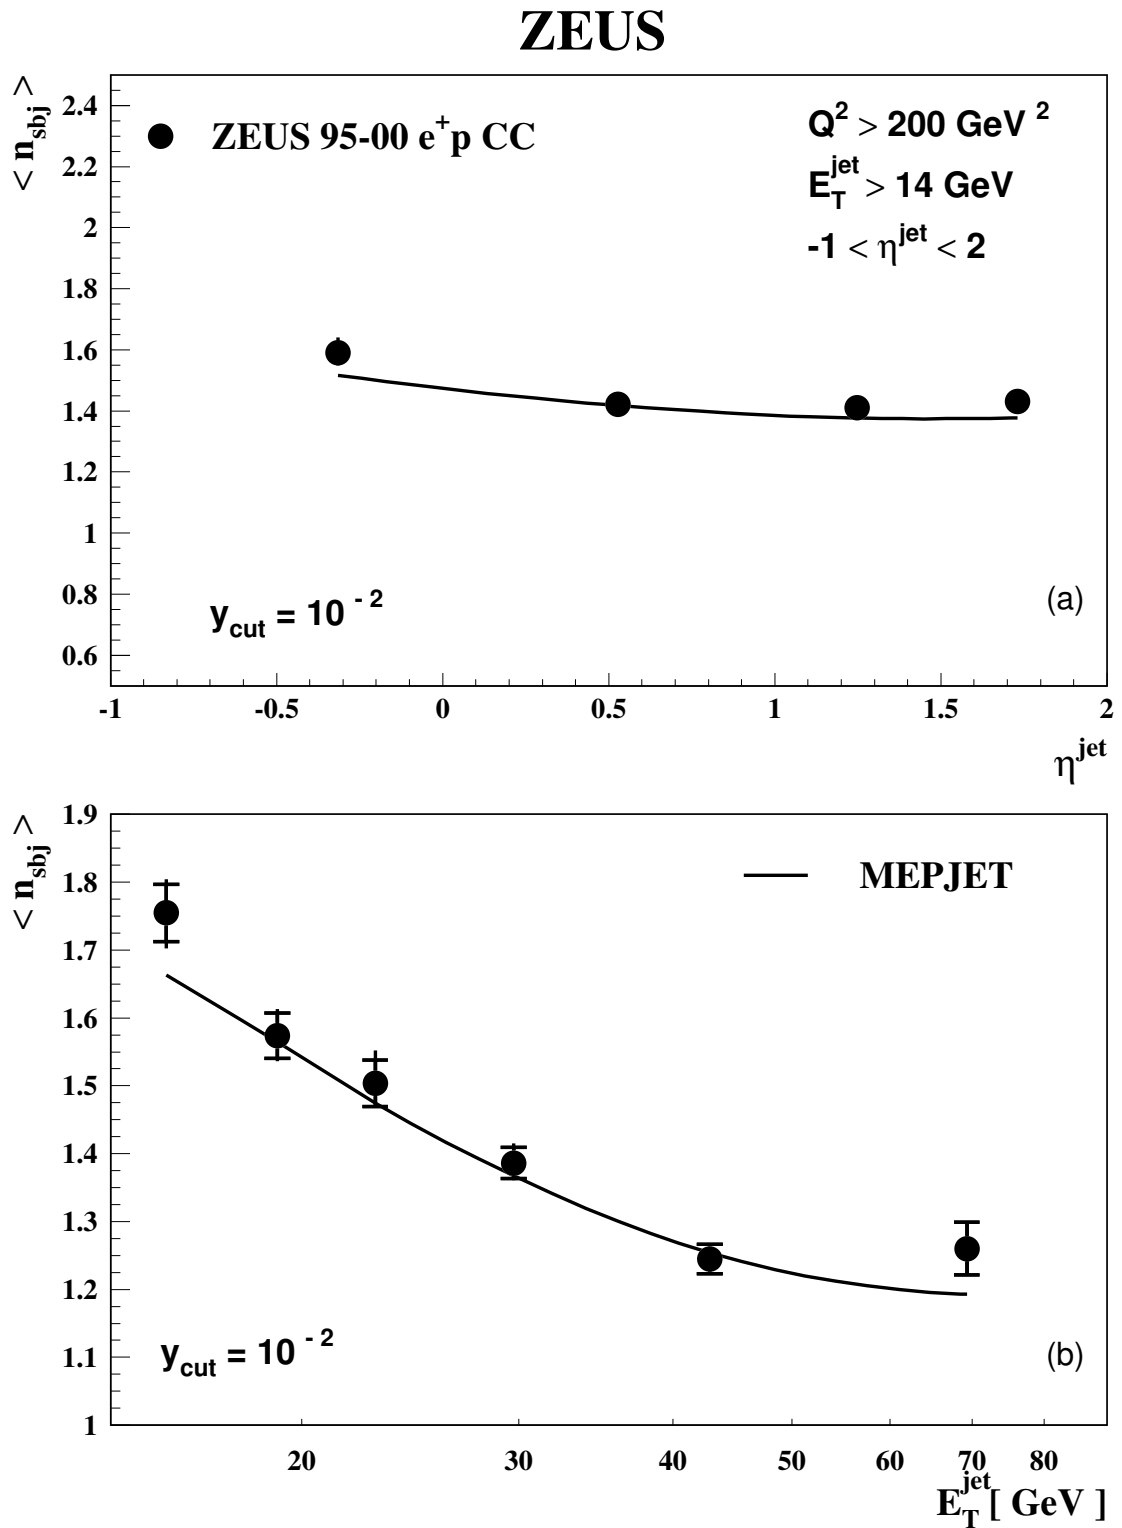 ZEUS
< n_sbj >
2.4
2.2
2
1.8
1.6
1.4
1.2
1
0.8
0.6
ZEUS 95-00 e^+p CC
Q^2 > 200 GeV^2
E_T^jet > 14 GeV
-1 < η^jet < 2
y_cut = 10^-2
(a)
-1 -0.5 0 0.5 1 1.5 2
η^jet
< n_sbj >
1.9
1.8
1.7
1.6
1.5
1.4
1.3
1.2
1.1
1
MEPJET
y_cut = 10^-2
(b)
20 30 40 50 60 70 80
E_T^jet [ GeV ]